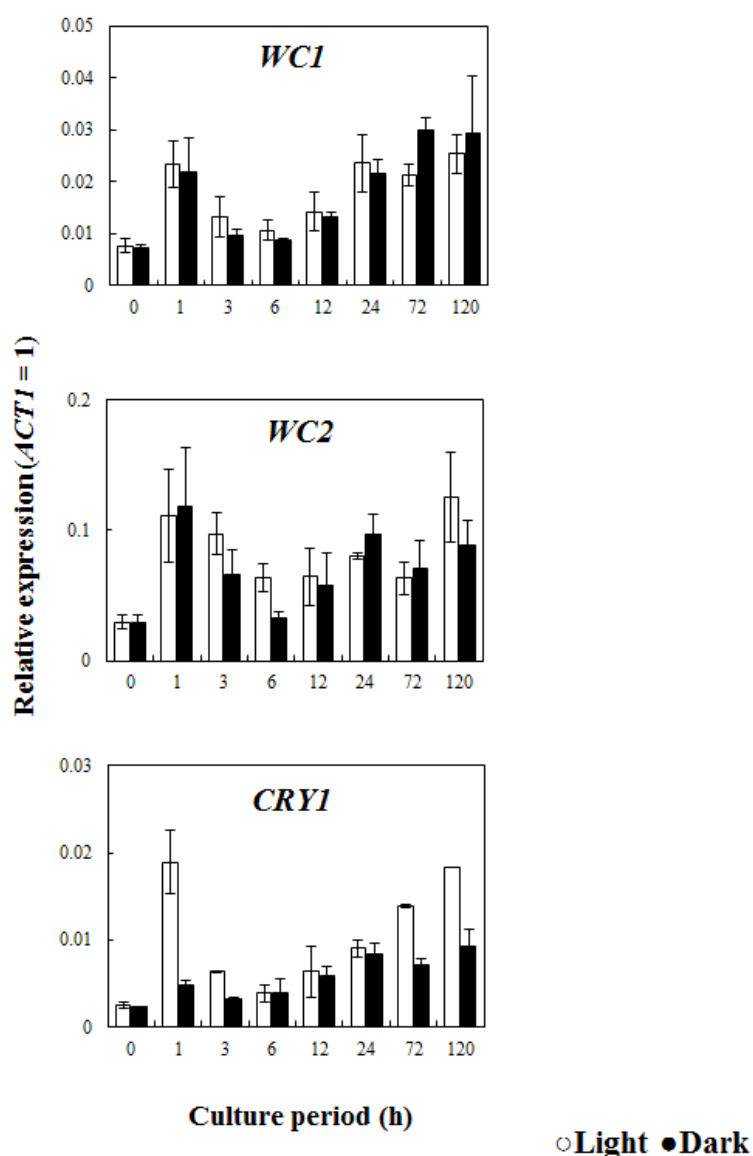 WC1
0.05
0.04
0.03
0.02
0.01
0
0 1 3 6 12 24 72 120
WC2
0.2
0.1
0
0 1 3 6 12 24 72 120
CRY1
0.03
0.02
0.01
0
0 1 3 6 12 24 72 120
Relative expression (ACT1 = 1)
Culture period (h)
○Light ●Dark